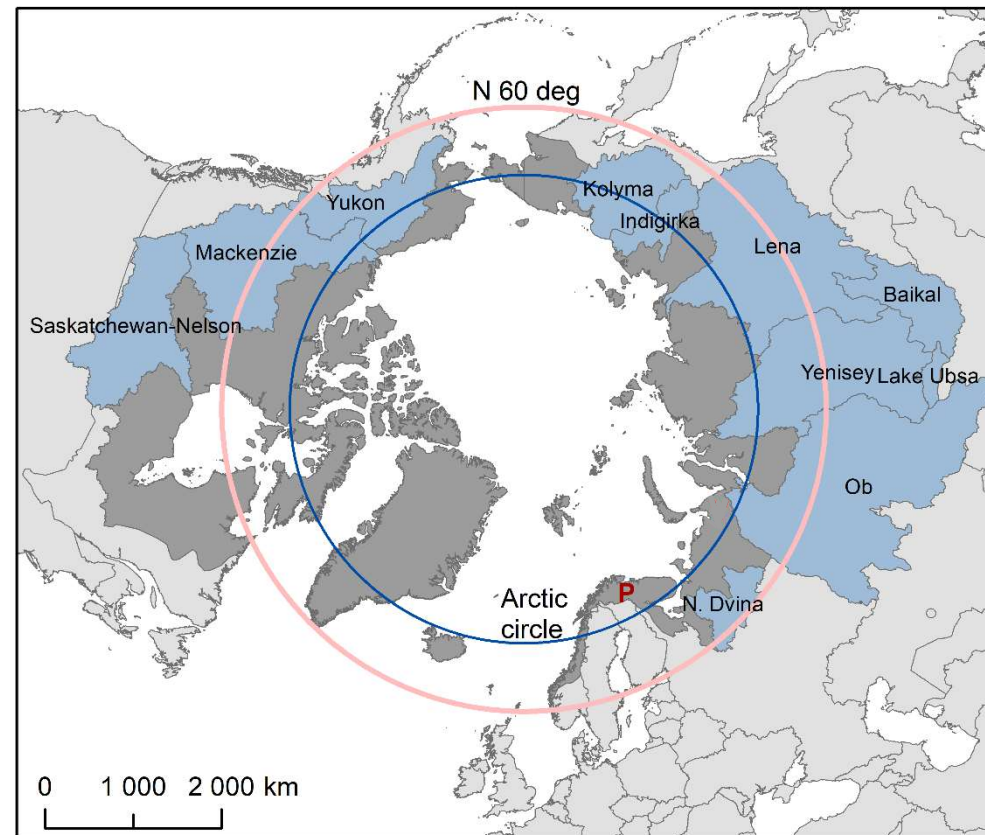 N 60 deg
Kolyma
Yukon
Indigirka
Mackenzie
Lena
Baikal
Saskatchewan-Nelson
Yenisey
Lake Ubsa
Ob
P
N. Dvina
Arctic
circle
0 1 000 2 000 km